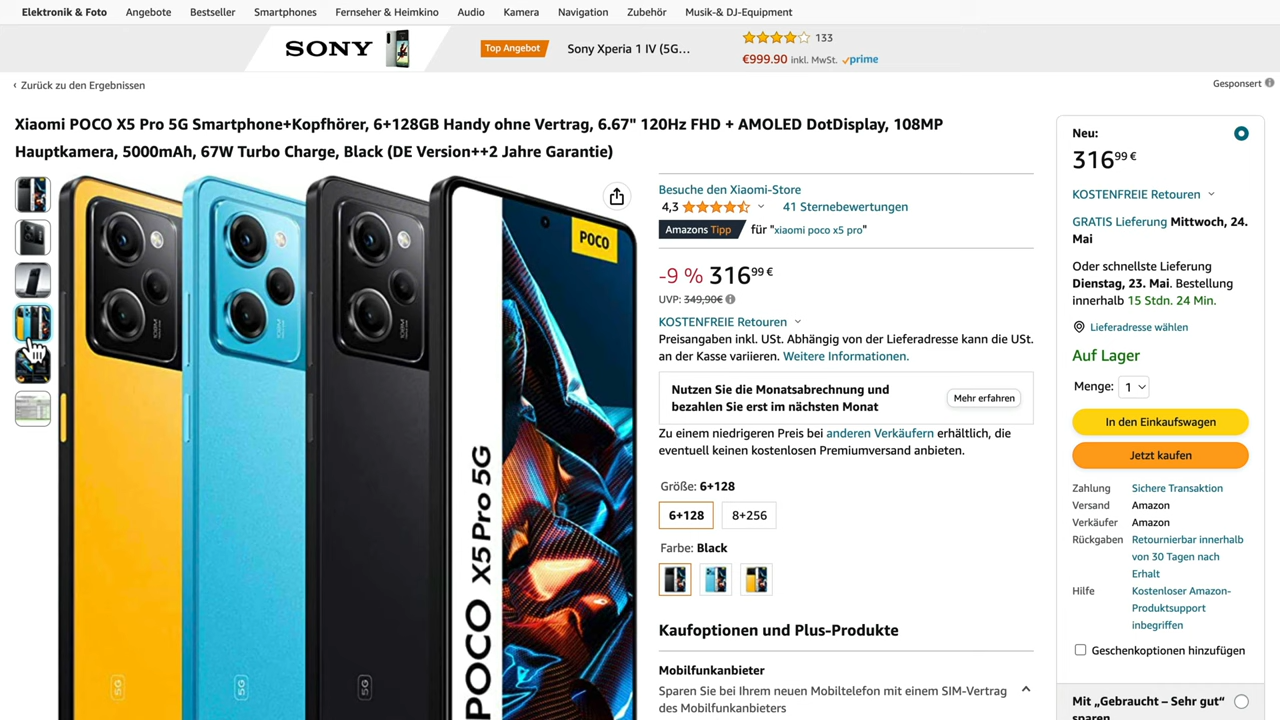 Elektronik & Foto Angebote Bestseller Smartphones Fernseher & Heimkino Audio Kamera Navigation Zubehör Musik-& DJ-Equipment
SONY
Top Angebot
Sony Xperia 1 IV (5G...
133
€999.90 inkl. MwSt. prime
‹ Zurück zu den Ergebnissen
Gesponsert
Xiaomi POCO X5 Pro 5G Smartphone+Kopfhörer, 6+128GB Handy ohne Vertrag, 6.67" 120Hz FHD + AMOLED DotDisplay, 108MP
Hauptkamera, 5000mAh, 67W Turbo Charge, Black (DE Version++2 Jahre Garantie)
POCO
POCO X5 Pro 5G
5G
5G
5G
Besuche den Xiaomi-Store
4,3 41 Sternebewertungen
Amazons Tipp für "xiaomi poco x5 pro"
-9 % 316 99 €
UVP: 349,90€
KOSTENFREIE Retouren
Preisangaben inkl. USt. Abhängig von der Lieferadresse kann die USt.
an der Kasse variieren. Weitere Informationen.
Nutzen Sie die Monatsabrechnung und
bezahlen Sie erst im nächsten Monat
Mehr erfahren
Zu einem niedrigeren Preis bei anderen Verkäufern erhältlich, die
eventuell keinen kostenlosen Premiumversand anbieten.
Größe: 6+128
6+128 8+256
Farbe: Black
Kaufoptionen und Plus-Produkte
Mobilfunkanbieter
Sparen Sie bei Ihrem neuen Mobiltelefon mit einem SIM-Vertrag
des Mobilfunkanbieters
Neu:
316 99 €
KOSTENFREIE Retouren
GRATIS Lieferung Mittwoch, 24.
Mai
Oder schnellste Lieferung
Dienstag, 23. Mai. Bestellung
innerhalb 15 Stdn. 24 Min.
Lieferadresse wählen
Auf Lager
Menge: 1
In den Einkaufswagen
Jetzt kaufen
Zahlung Sichere Transaktion
Versand Amazon
Verkäufer Amazon
Rückgaben Retournierbar innerhalb
von 30 Tagen nach
Erhalt
Hilfe Kostenloser Amazon-
Produktsupport
inbegriffen
Geschenkoptionen hinzufügen
Mit „Gebraucht – Sehr gut“
sparen